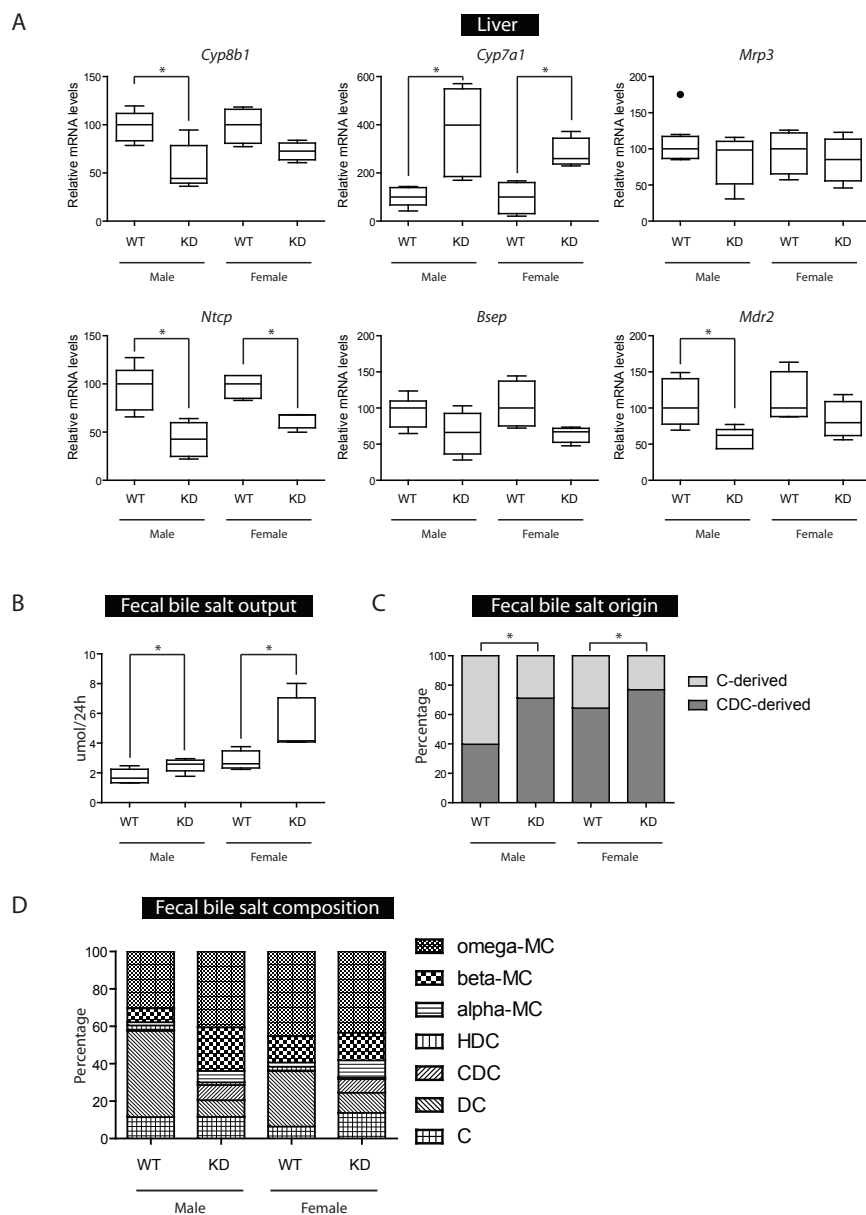 A
Liver
Cyp8b1
Cyp7a1
Mrp3
Relative mRNA levels
150
100
50
0
*
WT
KD
WT
KD
Male
Female
Relative mRNA levels
600
400
200
0
*
*
WT
KD
WT
KD
Male
Female
Relative mRNA levels
200
150
100
50
0
WT
KD
WT
KD
Male
Female
Ntcp
Bsep
Mdr2
Relative mRNA levels
150
100
50
0
*
*
WT
KD
WT
KD
Male
Female
Relative mRNA levels
200
150
100
50
0
WT
KD
WT
KD
Male
Female
Relative mRNA levels
200
150
100
50
0
*
WT
KD
WT
KD
Male
Female
B
Fecal bile salt output
umol/24h
10
8
6
4
2
0
*
*
WT
KD
WT
KD
Male
Female
C
Fecal bile salt origin
Percentage
100
80
60
40
20
0
*
*
WT
KD
WT
KD
Male
Female
C-derived
CDC-derived
D
Fecal bile salt composition
Percentage
100
80
60
40
20
0
WT
KD
WT
KD
Male
Female
omega-MC
beta-MC
alpha-MC
HDC
CDC
DC
C